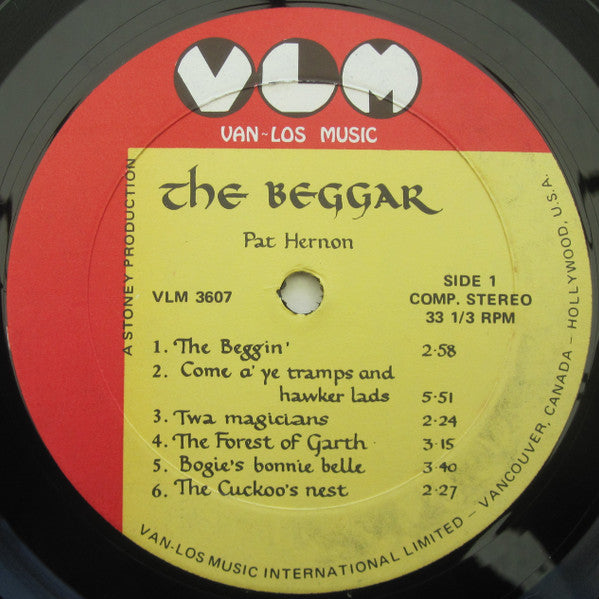 VLM
VAN~LOS MUSIC
A STONEY PRODUCTION
The Beggar
Pat Hernon
VLM 3607
SIDE 1
COMP. STEREO
33 1/3 RPM
1. The Beggin' 2·58
2. Come a' ye tramps and
hawker lads 5·51
3. Twa magicians 2·24
4. The Forest of Garth 3·15
5. Bogie's bonnie belle 3·40
6. The Cuckoo's nest 2·27
VAN-LOS MUSIC INTERNATIONAL LIMITED – VANCOUVER, CANADA – HOLLYWOOD, U.S.A.